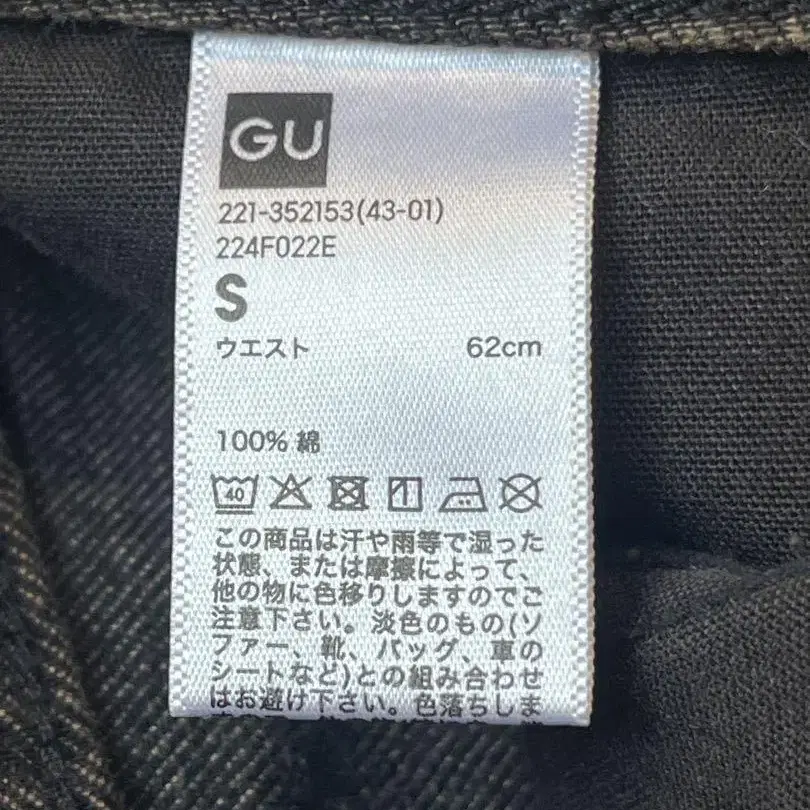 GU
221-352153(43-01)
224F022E
S
ウエスト 62cm
100% 綿
40
この商品は汗や雨等で湿った
状態、または摩擦によって、
他の物に色移りしますのでご
注意下さい。淡色のもの(ソ
ファー、靴、バッグ、車の
シートなど)との組み合わせ
はお避け下さい。色落ちしま